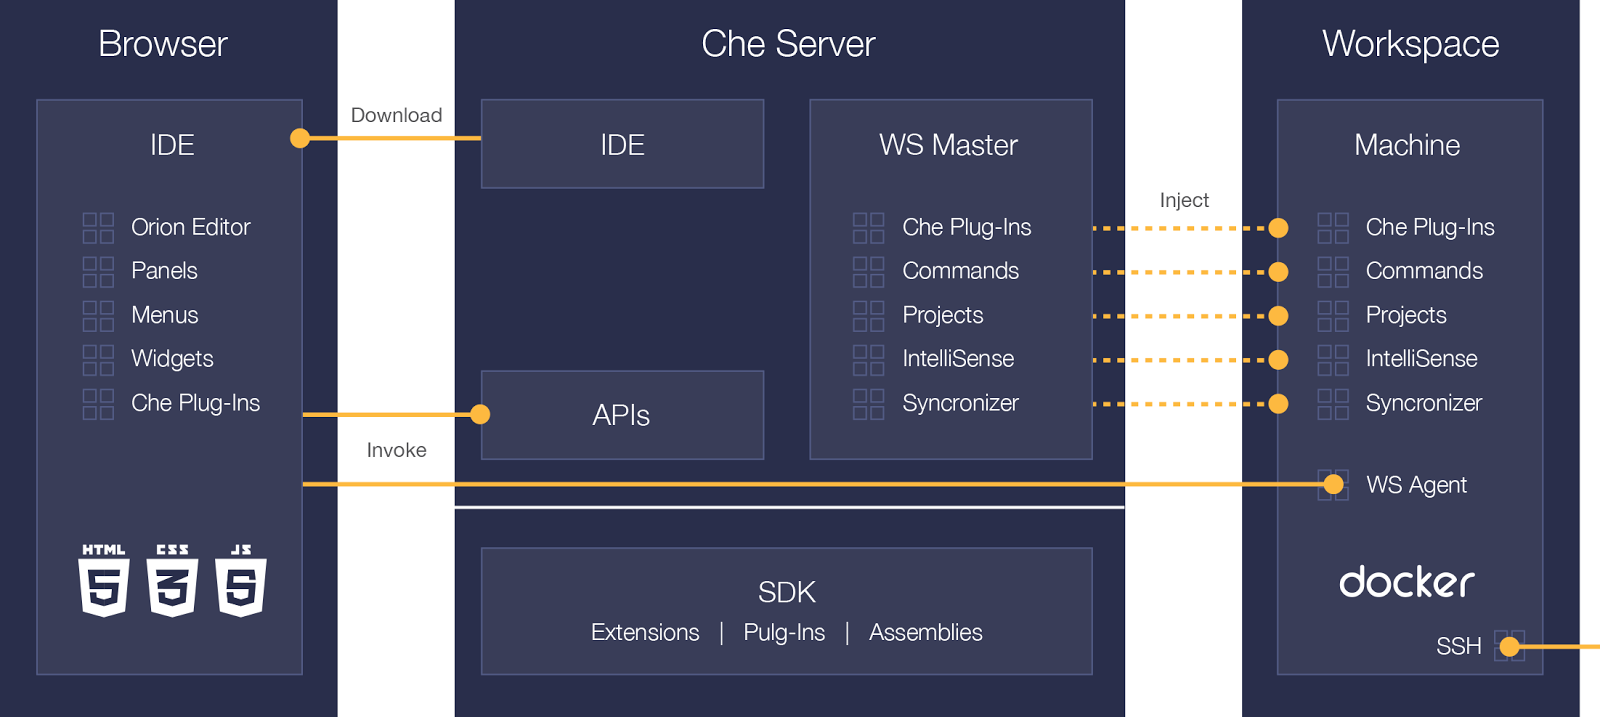 Browser
IDE
Orion Editor
Panels
Menus
Widgets
Che Plug-Ins
HTML CSS JS
5 3 5
Download
Invoke
Che Server
IDE
APIs
WS Master
Che Plug-Ins
Commands
Projects
IntelliSense
Syncronizer
SDK
Extensions | Pulg-Ins | Assemblies
Inject
Workspace
Machine
Che Plug-Ins
Commands
Projects
IntelliSense
Syncronizer
WS Agent
docker
SSH